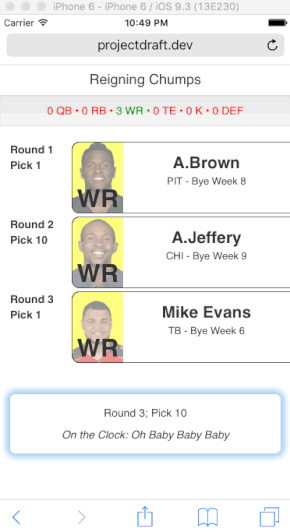 iPhone 6 - iPhone 6 / iOS 9.3 (13E230)
Carrier 10:49 PM
projectdraft.dev
Reigning Chumps
0 QB • 0 RB • 3 WR • 0 TE • 0 K • 0 DEF
Round 1
Pick 1
WR
A.Brown
PIT - Bye Week 8
Round 2
Pick 10
WR
A.Jeffery
CHI - Bye Week 9
Round 3
Pick 1
WR
Mike Evans
TB - Bye Week 6
Round 3; Pick 10
On the Clock: Oh Baby Baby Baby